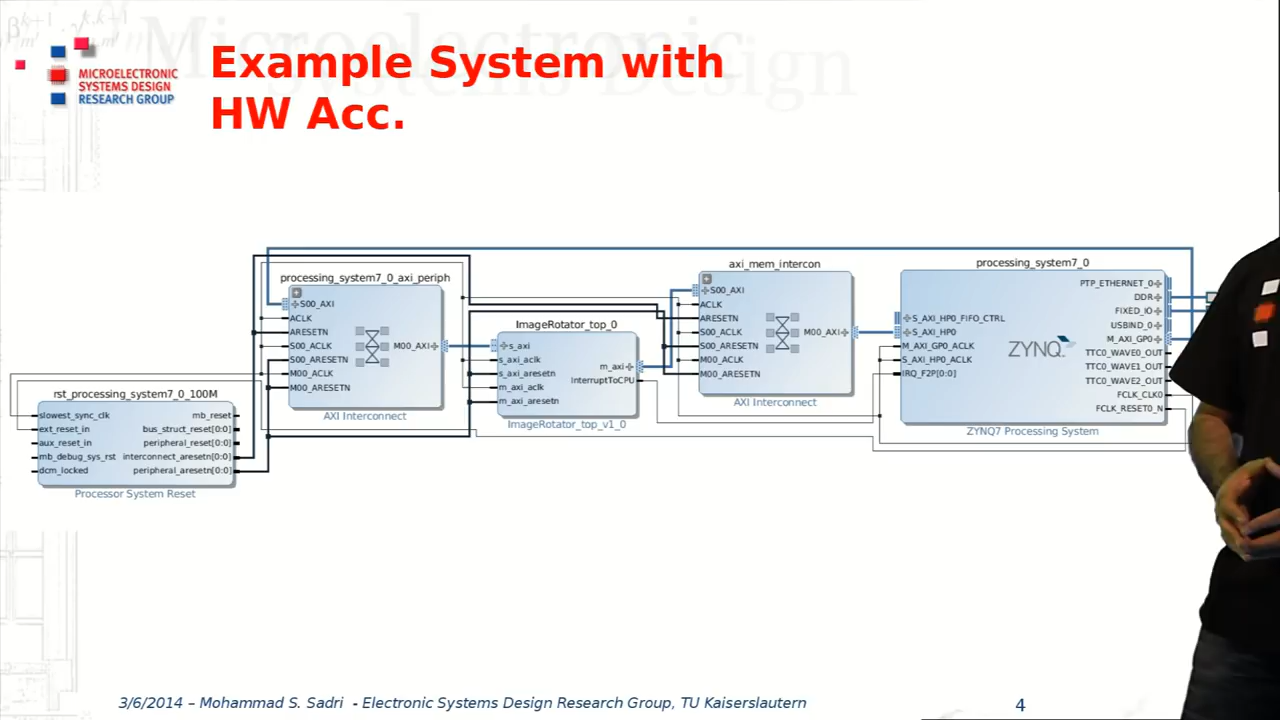 MICROELECTRONIC
SYSTEMS DESIGN
RESEARCH GROUP
Example System with
HW Acc.
processing_system7_0_axi_periph
S00_AXI
ACLK
ARESETN
S00_ACLK
S00_ARESETN
M00_ACLK
M00_ARESETN
M00_AXI
AXI Interconnect
rst_processing_system7_0_100M
slowest_sync_clk
ext_reset_in
aux_reset_in
mb_debug_sys_rst
dcm_locked
mb_reset
bus_struct_reset[0:0]
peripheral_reset[0:0]
interconnect_aresetn[0:0]
peripheral_aresetn[0:0]
Processor System Reset
ImageRotator_top_0
s_axi
s_axi_aclk
s_axi_aresetn
m_axi_aclk
m_axi_aresetn
m_axi
InterruptToCPU
ImageRotator_top_v1_0
axi_mem_intercon
S00_AXI
ACLK
ARESETN
S00_ACLK
S00_ARESETN
M00_ACLK
M00_ARESETN
M00_AXI
AXI Interconnect
processing_system7_0
S_AXI_HP0_FIFO_CTRL
S_AXI_HP0
M_AXI_GP0_ACLK
S_AXI_HP0_ACLK
IRQ_F2P[0:0]
ZYNQ
PTP_ETHERNET_0
DDR
FIXED_IO
USBIND_0
M_AXI_GP0
TTC0_WAVE0_OUT
TTC0_WAVE1_OUT
TTC0_WAVE2_OUT
FCLK_CLK0
FCLK_RESET0_N
ZYNQ7 Processing System
3/6/2014 – Mohammad S. Sadri - Electronic Systems Design Research Group, TU Kaiserslautern
4